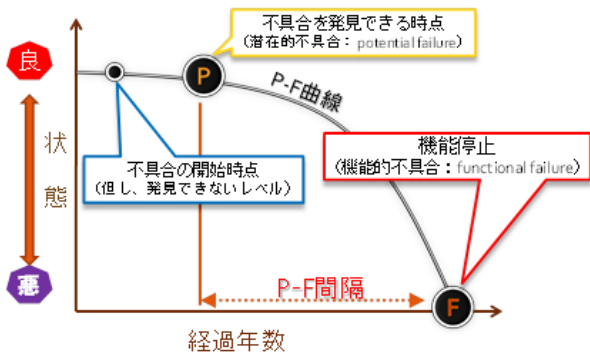 不具合を発見できる時点
(潜在的不具合：potential failure)
良
P
P-F曲線
状態
機能停止
(機能的不具合：functional failure)
不具合の開始時点
(但し、発見できないレベル)
悪
P-F間隔
F
経過年数